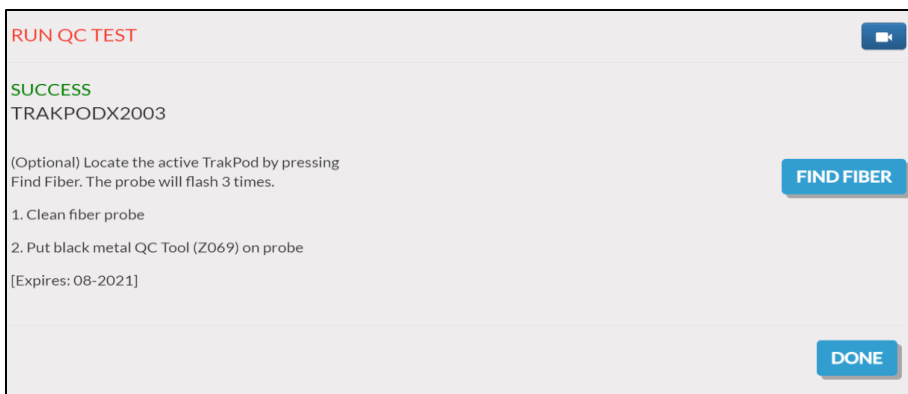 RUN QC TEST
SUCCESS
TRAKPODX2003
(Optional) Locate the active TrakPod by pressing
Find Fiber. The probe will flash 3 times.
FIND FIBER
1. Clean fiber probe
2. Put black metal QC Tool (Z069) on probe
[Expires: 08-2021]
DONE